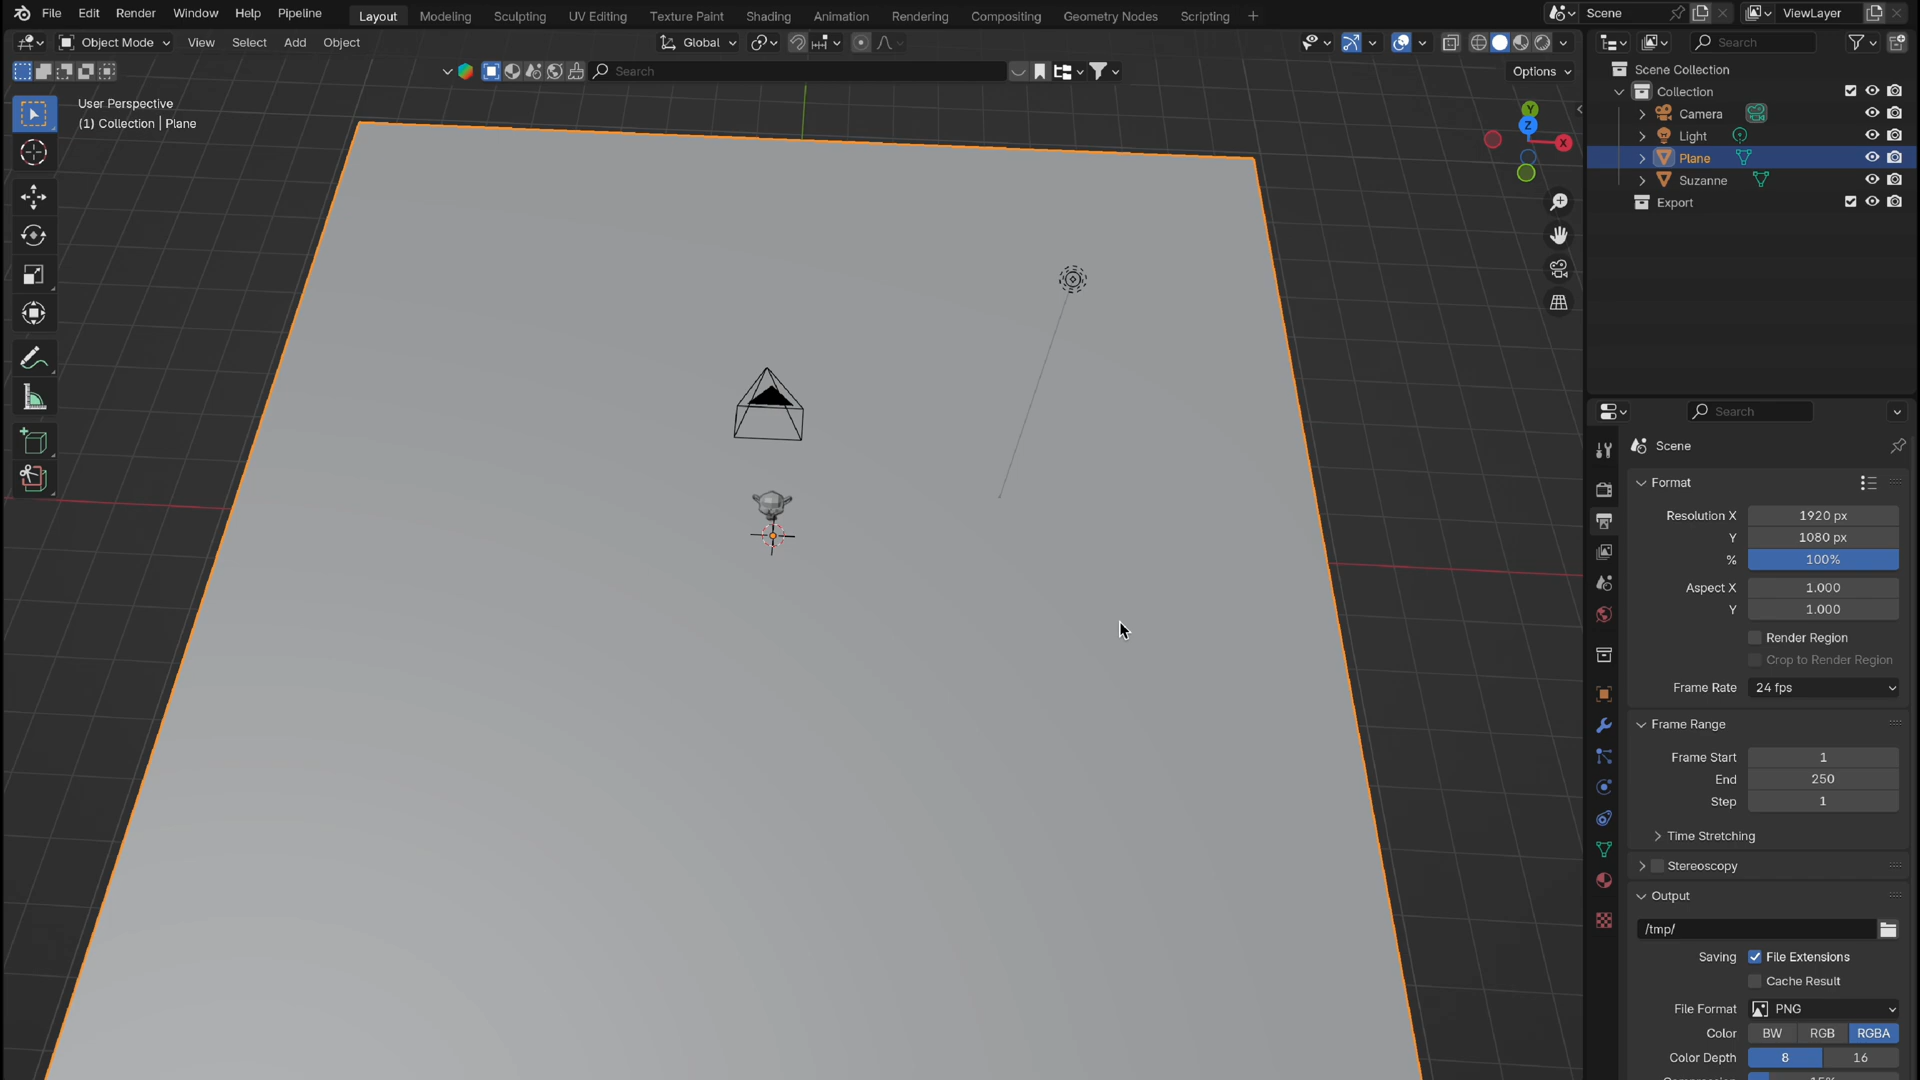 File Edit Render Window Help Pipeline Layout Modeling Sculpting UV Editing Texture Paint Shading Animation Rendering Compositing Geometry Nodes Scripting + Scene ViewLayer
Object Mode View Select Add Object Global Search
Search Options
User Perspective
(1) Collection | Plane
Y
Z
X
Scene Collection
Collection
Camera
Light
Plane
Suzanne
Export
Search
Scene
Format
Resolution X 1920 px
Y 1080 px
% 100%
Aspect X 1.000
Y 1.000
Render Region
Crop to Render Region
Frame Rate 24 fps
Frame Range
Frame Start 1
End 250
Step 1
Time Stretching
Stereoscopy
Output
/tmp/
Saving File Extensions
Cache Result
File Format PNG
Color BW RGB RGBA
Color Depth 8 16